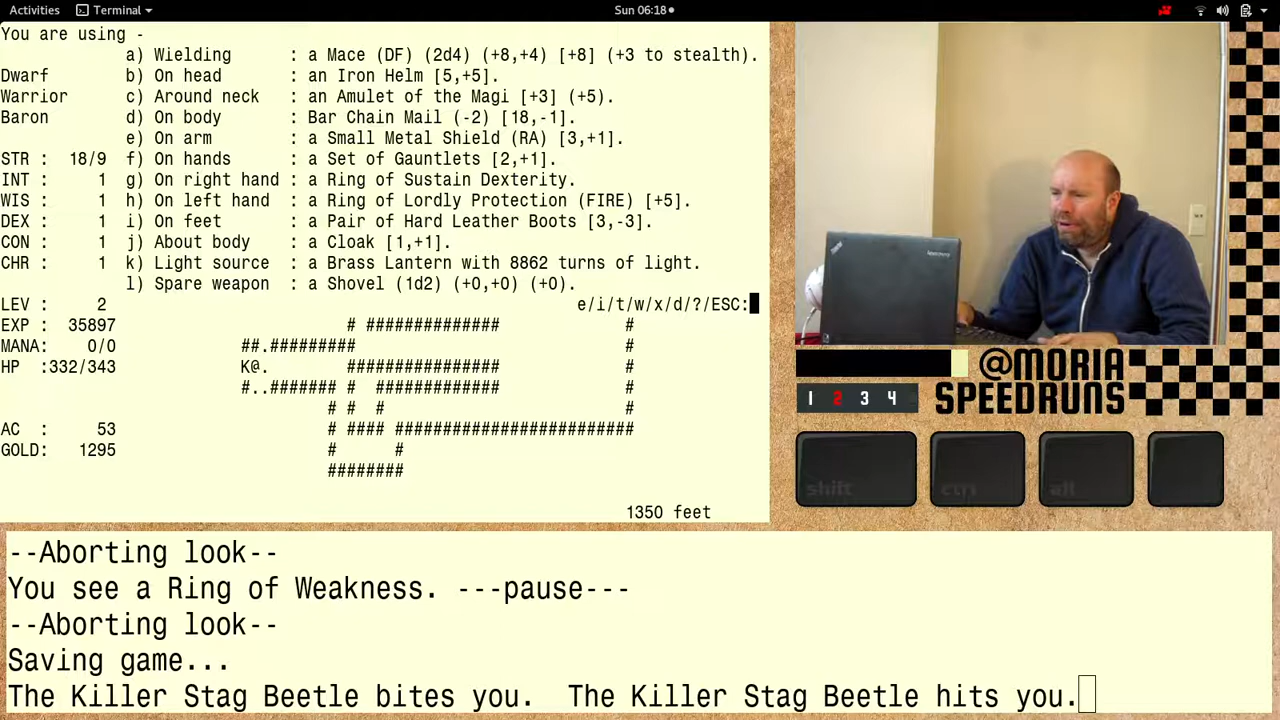 Activities Terminal Sun 06:18
You are using -
a) Wielding : a Mace (DF) (2d4) (+8,+4) [+8] (+3 to stealth).
Dwarf b) On head : an Iron Helm [5,+5].
Warrior c) Around neck : an Amulet of the Magi [+3] (+5).
Baron d) On body : Bar Chain Mail (-2) [18,-1].
e) On arm : a Small Metal Shield (RA) [3,+1].
STR : 18/9 f) On hands : a Set of Gauntlets [2,+1].
INT : 1 g) On right hand : a Ring of Sustain Dexterity.
WIS : 1 h) On left hand : a Ring of Lordly Protection (FIRE) [+5].
DEX : 1 i) On feet : a Pair of Hard Leather Boots [3,-3].
CON : 1 j) About body : a Cloak [1,+1].
CHR : 1 k) Light source : a Brass Lantern with 8862 turns of light.
l) Spare weapon : a Shovel (1d2) (+0,+0) (+0).
LEV : 2 e/i/t/w/x/d/?/ESC:
EXP : 35897 # ############## #
MANA: 0/0 ##.######### #
HP :332/343 K@. ############## #
#..####### # ############# #
# # # #
AC : 53 # #### ######################### 
GOLD: 1295 # #
########
1350 feet
@MORIA
SPEEDRUNS
1 2 3 4
shift ctrl alt
--Aborting look--
You see a Ring of Weakness. ---pause---
--Aborting look--
Saving game...
The Killer Stag Beetle bites you. The Killer Stag Beetle hits you.